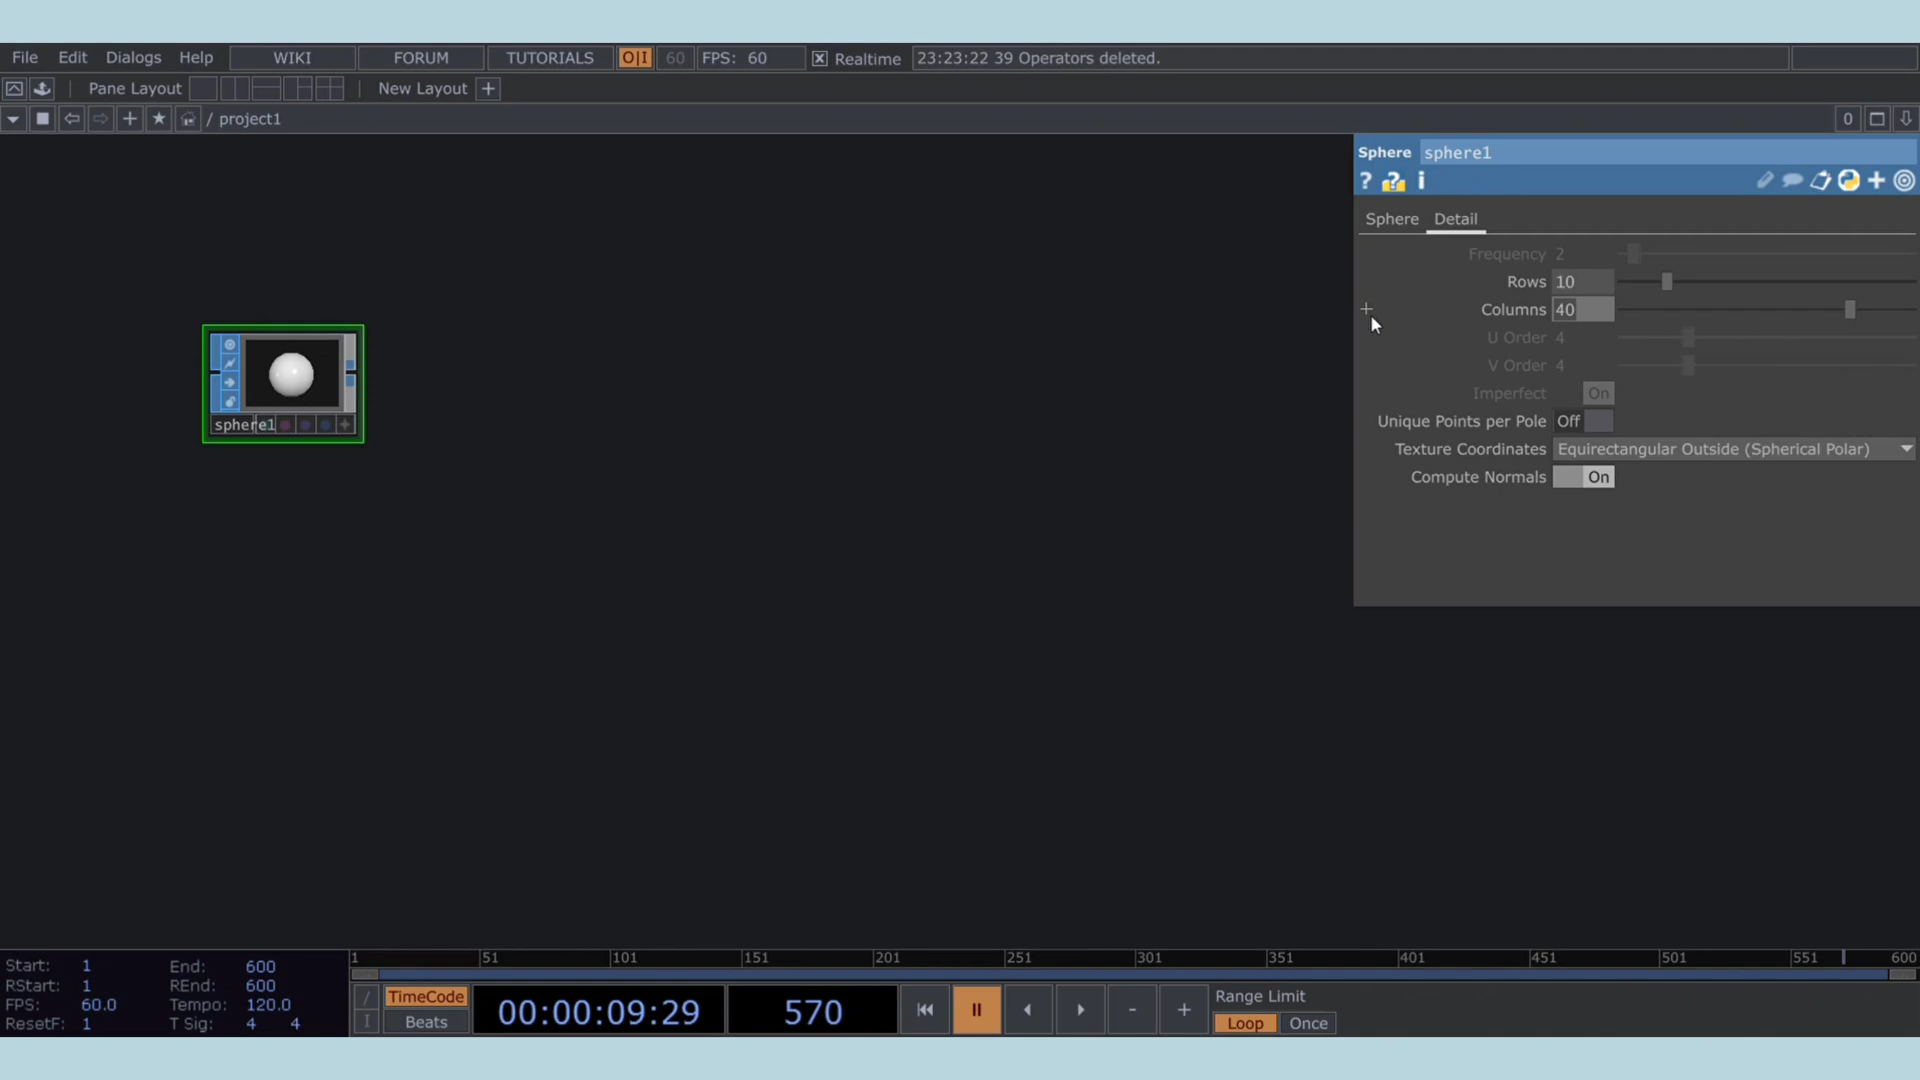 File Edit Dialogs Help WIKI FORUM TUTORIALS O|I 60 FPS: 60 Realtime 23:23:22 39 Operators deleted.
Pane Layout New Layout +
/ project1 0
Sphere sphere1
? ? i
Sphere Detail
Frequency 2
Rows 10
Columns 40
U Order 4
V Order 4
Imperfect On
Unique Points per Pole Off
Texture Coordinates Equirectangular Outside (Spherical Polar)
Compute Normals On
sphere1
1 51 101 151 201 251 301 351 401 451 501 551 600
Start: 1 End: 600
RStart: 1 REnd: 600
FPS: 60.0 Tempo: 120.0
ResetF: 1 T Sig: 4 4
/ TimeCode
I Beats
00:00:09:29 570 - +
Range Limit
Loop Once